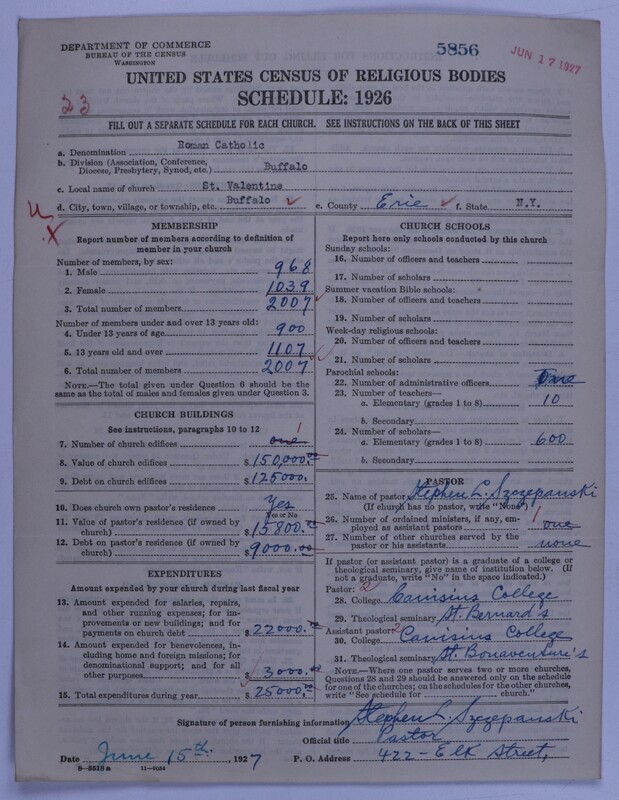 DEPARTMENT OF COMMERCE
BUREAU OF THE CENSUS
WASHINGTON
5856
JUN 17 1927
UNITED STATES CENSUS OF RELIGIOUS BODIES
SCHEDULE: 1926
23
FILL OUT A SEPARATE SCHEDULE FOR EACH CHURCH. SEE INSTRUCTIONS ON THE BACK OF THIS SHEET
a. Denomination Roman Catholic
b. Division (Association, Conference, Diocese, Presbytery, Synod, etc.) Buffalo
c. Local name of church St. Valentine
d. City, town, village, or township, etc. Buffalo e. County Erie f. State N.Y.
MEMBERSHIP
Report number of members according to definition of
member in your church
Number of members, by sex:
1. Male 968
2. Female 1039
3. Total number of members 2007
Number of members under and over 13 years old:
4. Under 13 years of age 900
5. 13 years old and over 1107
6. Total number of members 2007
NOTE.—The total given under Question 6 should be
same as the total of males and females given under Question 3.
CHURCH BUILDINGS
See instructions, paragraphs 10 to 12
7. Number of church edifices one 1
8. Value of church edifices $150,000.00
9. Debt on church edifices $125000.
10. Does church own pastor's residence? Yes
Yes or No
11. Value of pastor's residence (if owned by
church) $15800.00
12. Debt on pastor's residence (if owned by
church) $9000.00
EXPENDITURES
Amount expended by your church during last fiscal year
13. Amount expended for salaries, repairs,
and other running expenses; for im-
provements or new buildings; and for
payments on church debt $22000.00
14. Amount expended for benevolences, in-
cluding home and foreign missions; for
denominational support; and for all
other purposes $3000.00
15. Total expenditures during year $25000.00
CHURCH SCHOOLS
Report here only schools conducted by this church
Sunday schools:
16. Number of officers and teachers
17. Number of scholars
Summer vacation Bible schools:
18. Number of officers and teachers
19. Number of scholars
Week-day religious schools:
20. Number of officers and teachers
21. Number of scholars
Parochial schools:
22. Number of administrative officers One
23. Number of teachers—
a. Elementary (grades 1 to 8) 10
b. Secondary
24. Number of scholars—
a. Elementary (grades 1 to 8) 600
b. Secondary
PASTOR
25. Name of pastor Stephen L. Szczepanski
(If church has no pastor, write "None")
26. Number of ordained ministers, if any, em-
ployed as assistant pastors one 1
27. Number of other churches served by the
pastor or his assistants none
If pastor (or assistant pastor) is a graduate of a college or
theological seminary, give name of institution below. (If
not a graduate, write "No" in the space indicated.)
Pastor: 2
28. College Canisius College
29. Theological seminary St. Bernard's
Assistant pastor: 2
30. College Canisius College
31. Theological seminary St. Bonaventure's
NOTE.—Where one pastor serves two or more churches,
Questions 28 and 29 should be answered only on the schedule
for one of the churches; on the schedules for the other churches,
write "See schedule for church."
Signature of person furnishing information Stephen L. Szczepanski
Official title Pastor
Date June 15th, 1927 P. O. Address 422 - Elk Street,
8-5515a 11-9584